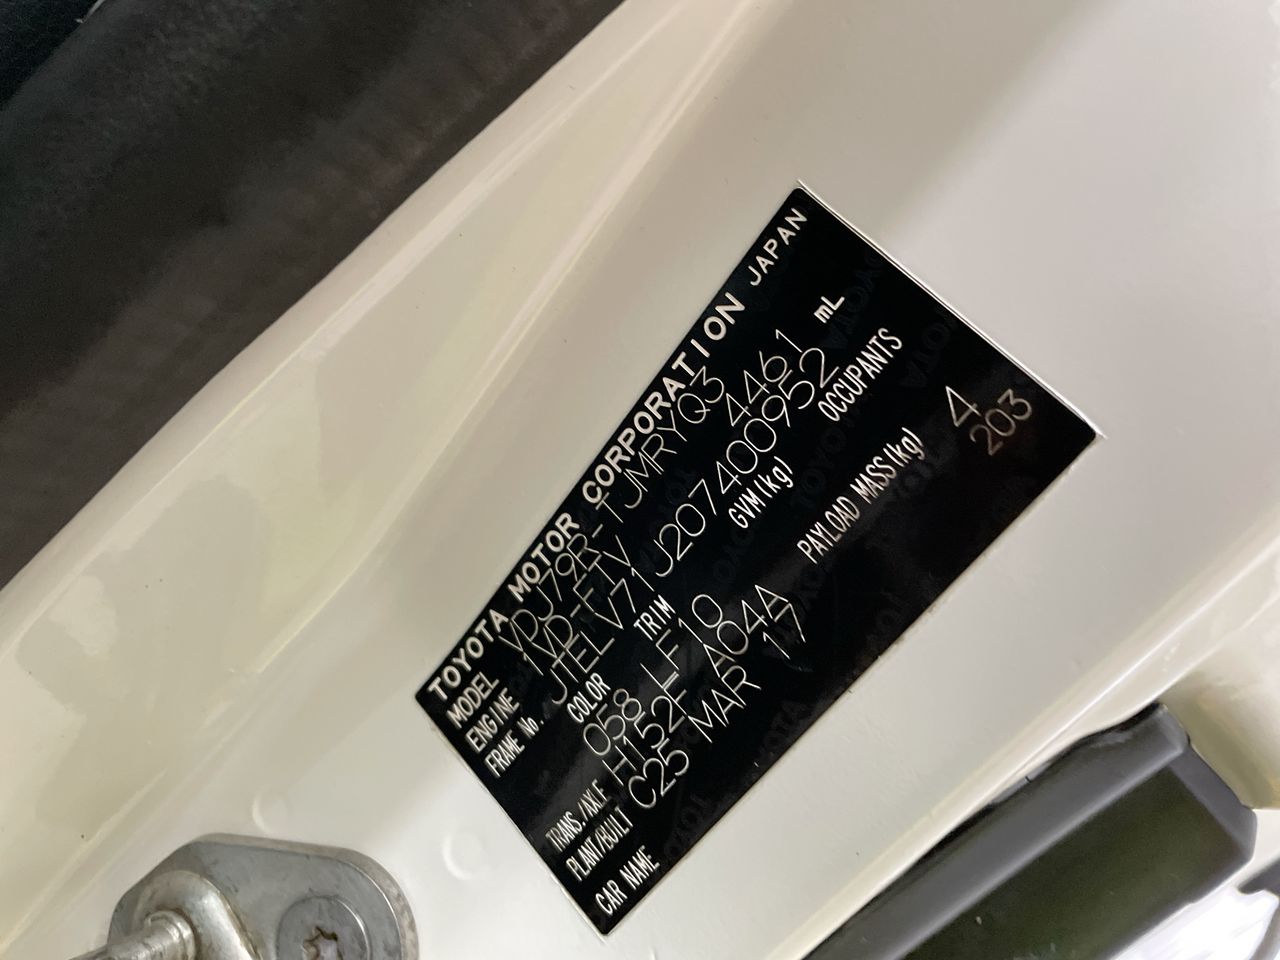 TOYOTA MOTOR CORPORATION JAPAN
MODEL VDJ79R-TJMRYQ3
ENGINE 1VD-FTV 4461 mL
FRAME No. JTELV71J207400952
COLOR TRIM GVM(kg) OCCUPANTS
058 LF10 4
TRANS./AXLE H152F A04A PAYLOAD MASS(kg) 203
PLANT/BUILT C25 MAR 17
CAR NAME